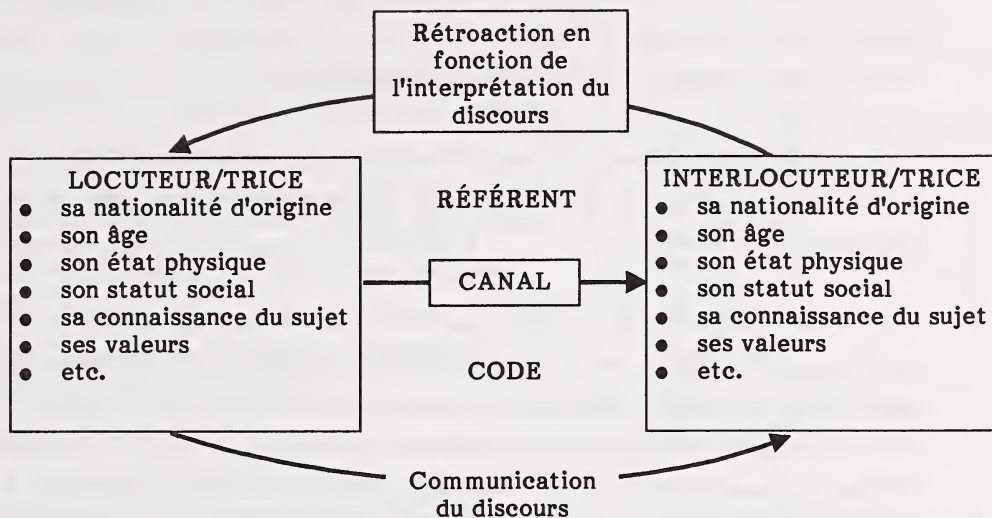 Rétroaction en
fonction de
l'interprétation du
discours
LOCUTEUR/TRICE
• sa nationalité d'origine
• son âge
• son état physique
• son statut social
• sa connaissance du sujet
• ses valeurs
• etc.
RÉFÉRENT
CANAL
CODE
INTERLOCUTEUR/TRICE
• sa nationalité d'origine
• son âge
• son état physique
• son statut social
• sa connaissance du sujet
• ses valeurs
• etc.
Communication
du discours